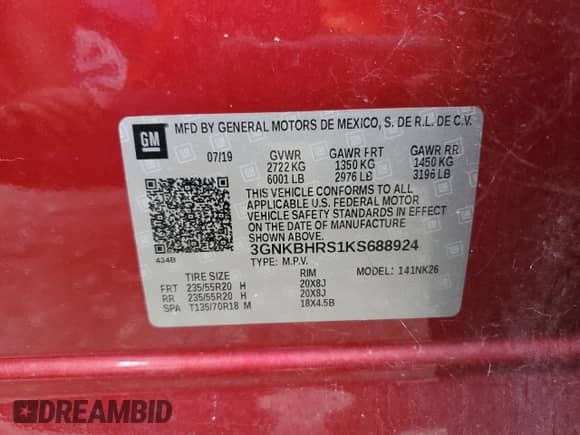 GM
MFD BY GENERAL MOTORS DE MEXICO, S. DE R.L. DE C.V.
07/19 GVWR GAWR FRT GAWR RR
2722 KG 1350 KG 1450 KG
6001 LB 2976 LB 3196 LB
THIS VEHICLE CONFORMS TO ALL
APPLICABLE U.S. FEDERAL MOTOR
VEHICLE SAFETY STANDARDS IN EFFECT
ON THE DATE OF MANUFACTURE
SHOWN ABOVE.
3GNKBHRS1KS688924
434B
TYPE: M.P.V. MODEL: 141NK26
TIRE SIZE RIM
FRT 235/55R20 H 20X8J
RR 235/55R20 H 20X8J
SPA T135/70R18 M 18X4.5B
DREAMBID